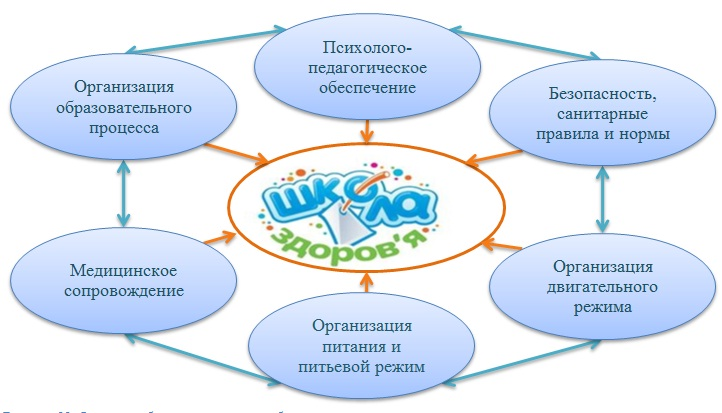 Психолого-
педагогическое
обеспечение
Организация
образовательного
процесса
Безопасность,
санитарные
правила и нормы
школа
здоров'я
Медицинское
сопровождение
Организация
двигательного
режима
Организация
питания и
питьевой режим